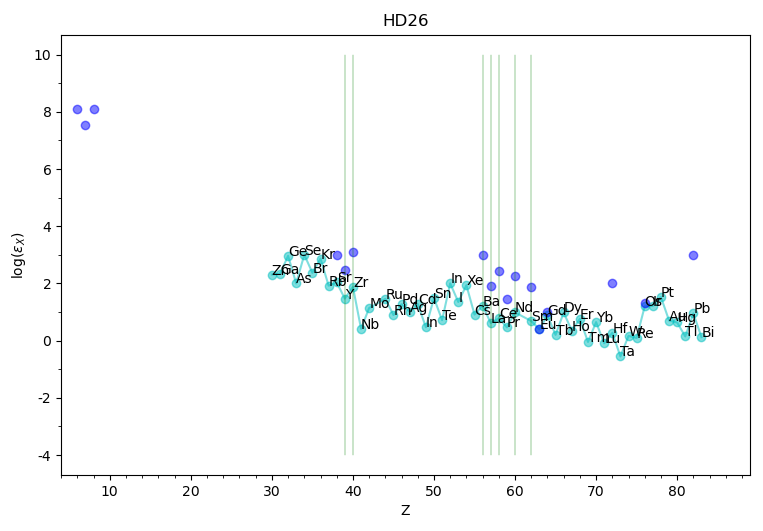 HD26
log(ε_X)
10
8
6
4
2
0
-2
-4
Zn
Ga
Ge
As
Se
Br
Kr
Rb
Sr
Y
Zr
Nb
Mo
Ru
Rh
Pd
Ag
Cd
In
Sn
Te
In
I
Xe
Cs
Ba
La
Ce
Pr
Nd
Sm
Eu
Gd
Tb
Dy
Ho
Er
Tm
Yb
Lu
Hf
Ta
W
Re
Os
Ir
Pt
Au
Hg
Tl
Pb
Bi
10 20 30 40 50 60 70 80
Z